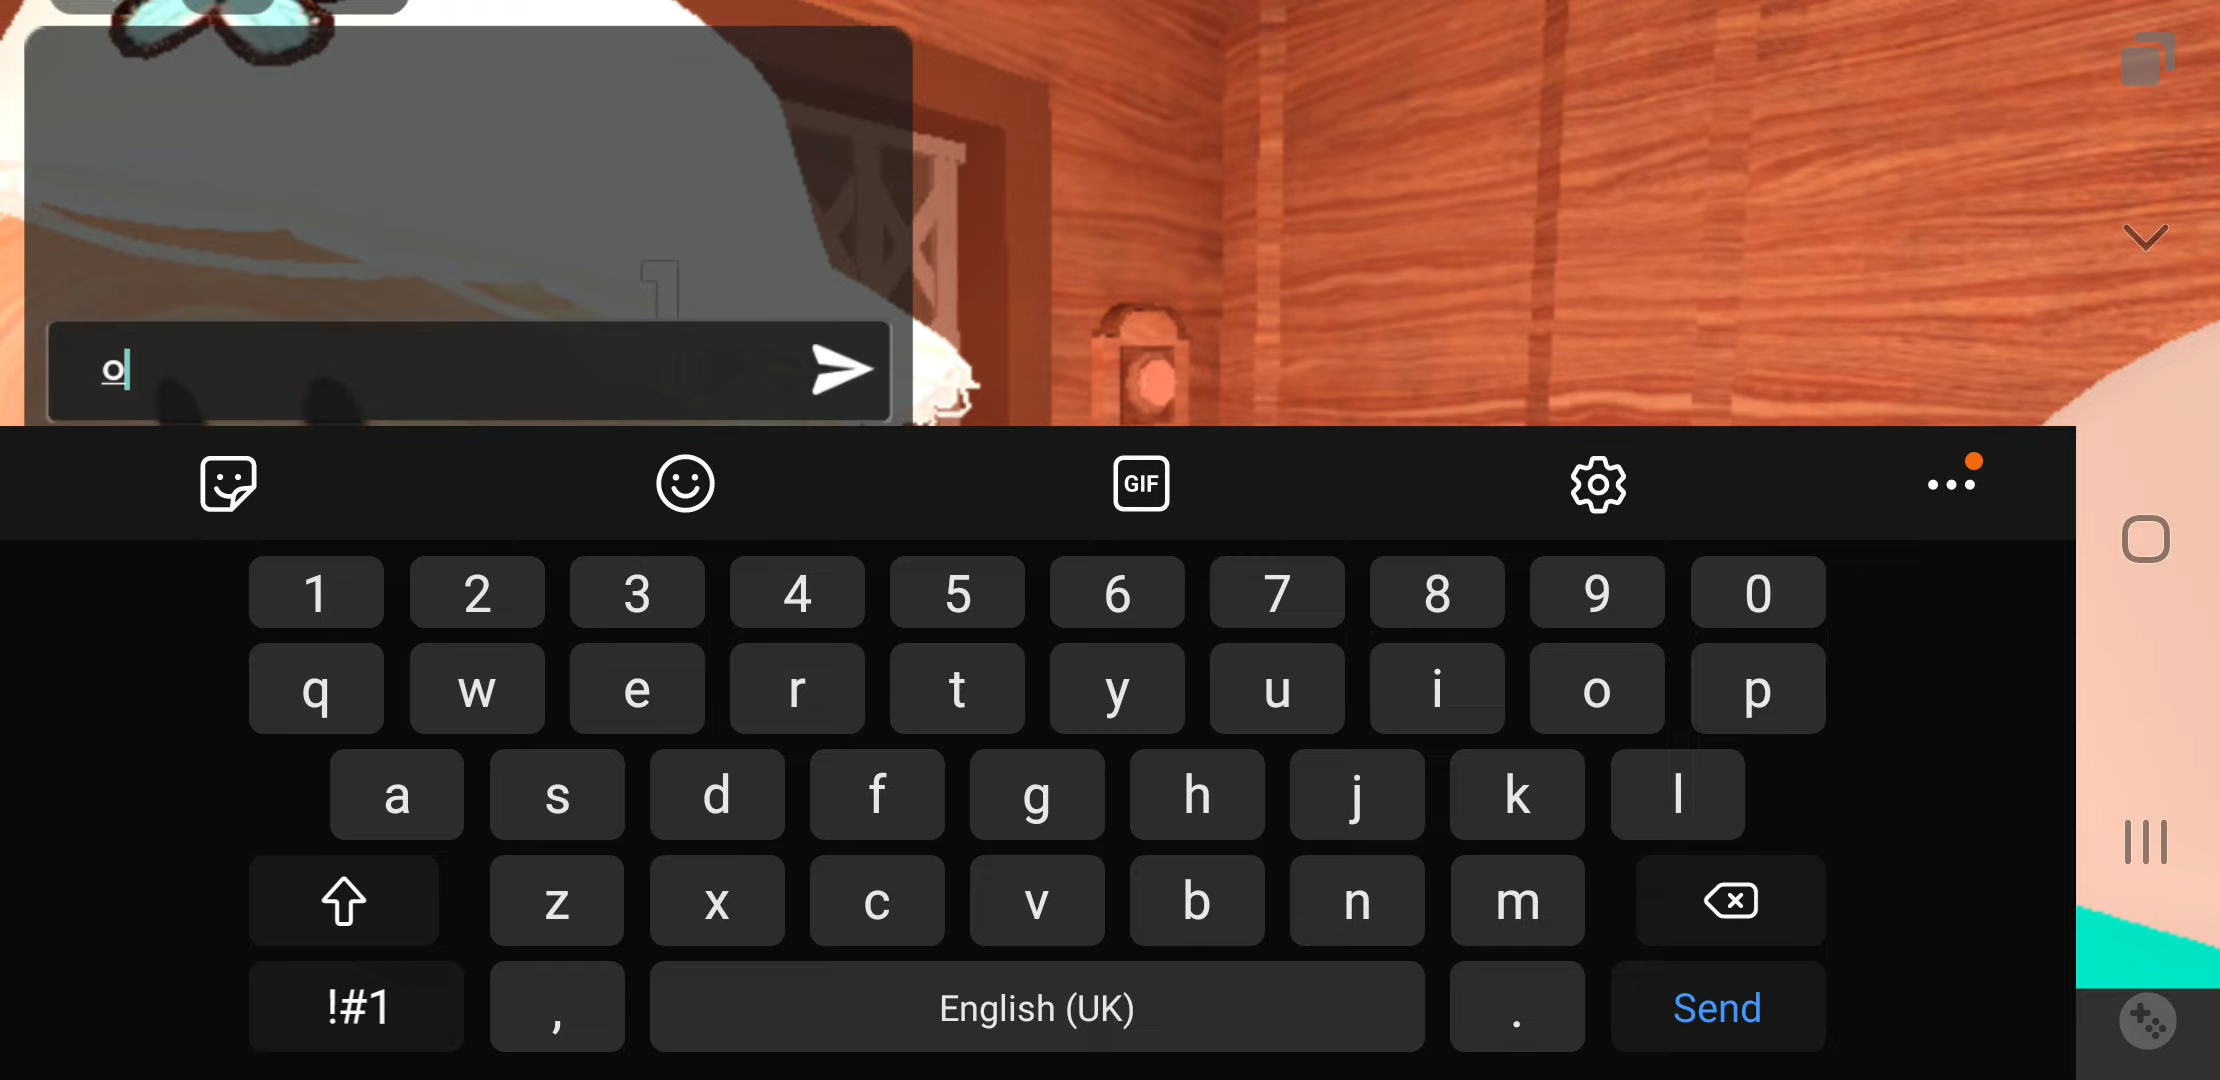 o
GIF
1 2 3 4 5 6 7 8 9 0
q w e r t y u i o p
a s d f g h j k l
z x c v b n m
!#1 , English (UK) . Send